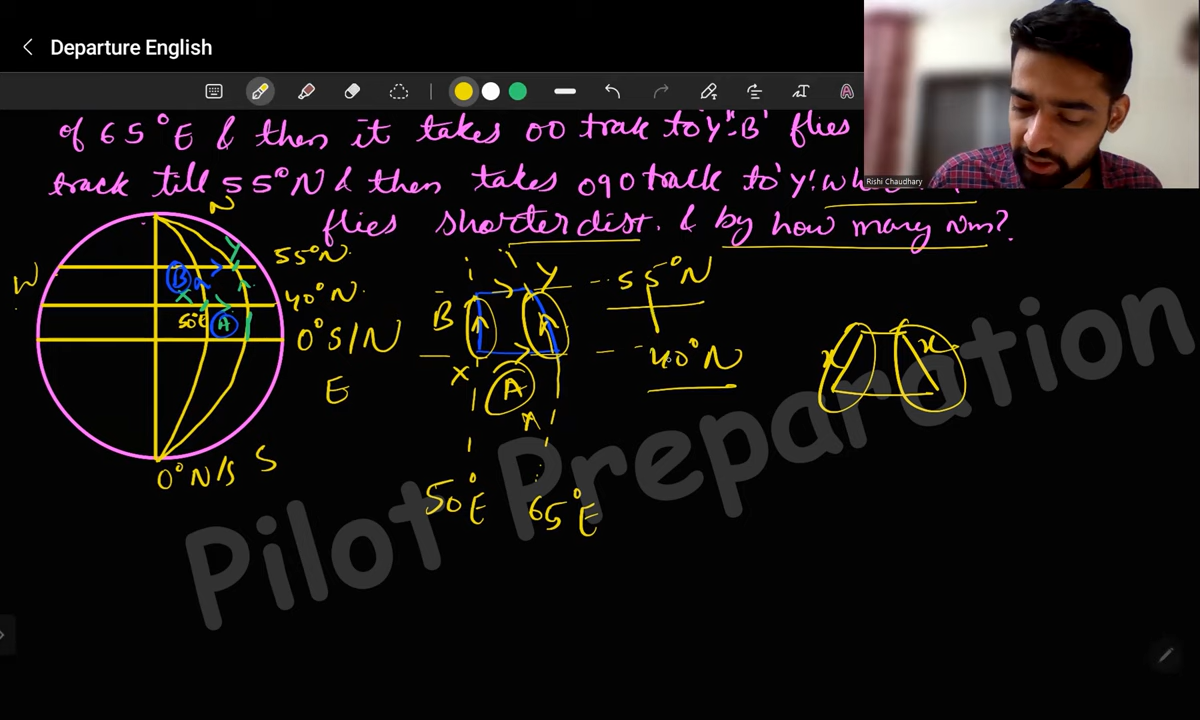 Departure English
of 65°E & then it takes 00 trak to 'Y'. 'B' flies
track till 55°N & then takes 090 track to 'Y'.
flies shorter dist. & by how many Nm?
Rishi Chaudhary
N
W
Y
55°N.
B
X
40°N.
50°E
A
0°S/N
E
0°N/S S
Y
55°N
B
A
X
40°N
50°E 65°E
x x
Pilot Preparation